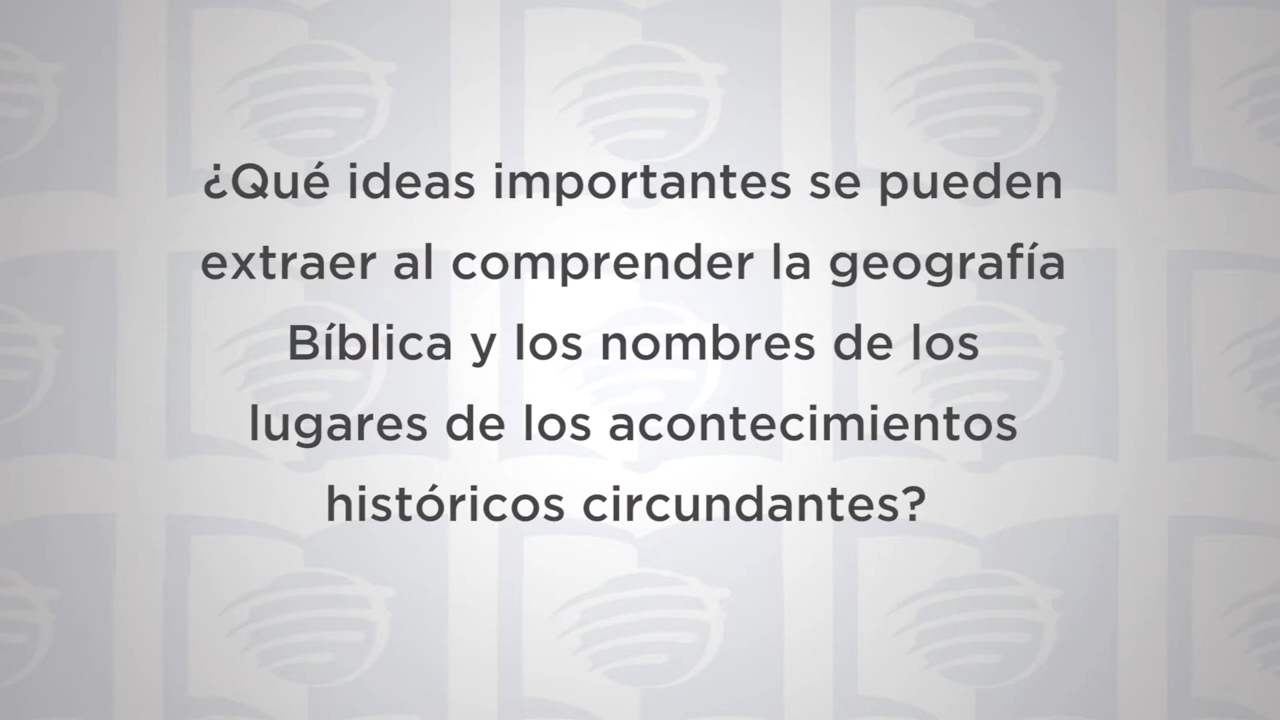 ¿Qué ideas importantes se pueden
extraer al comprender la geografía
Bíblica y los nombres de los
lugares de los acontecimientos
históricos circundantes?